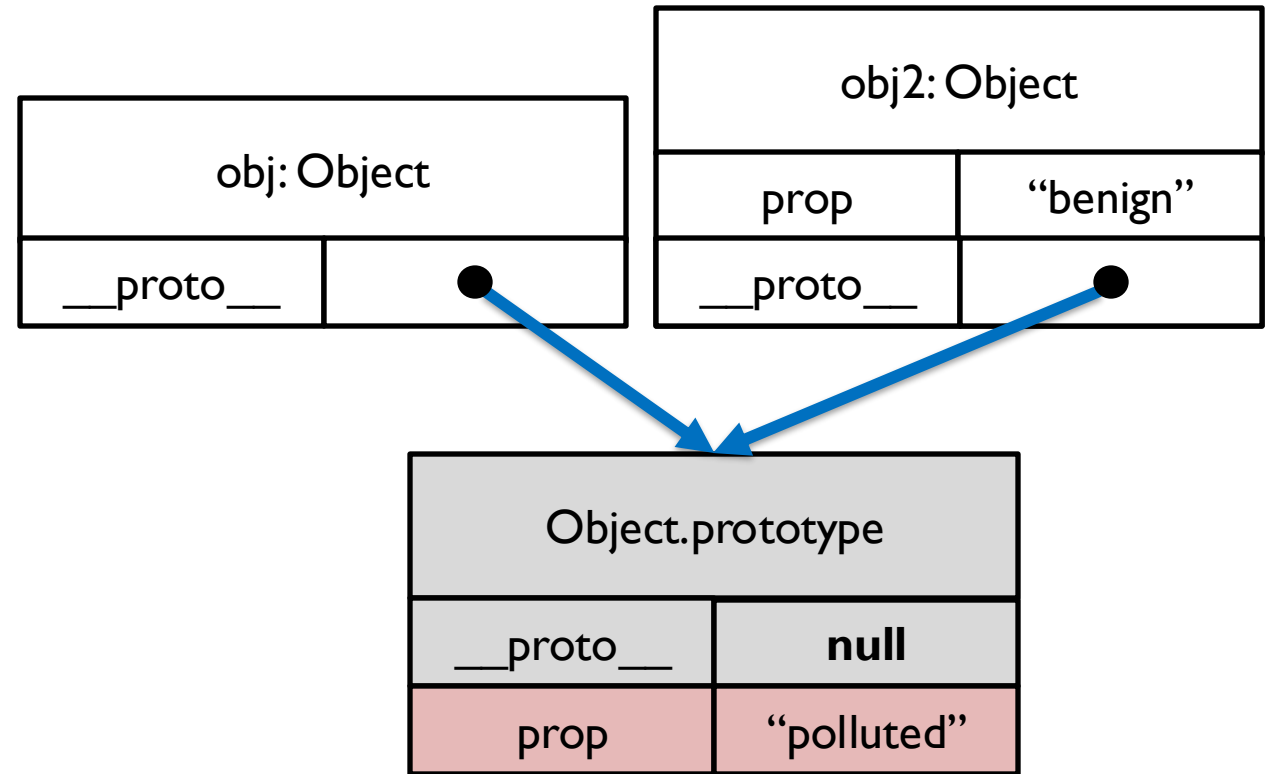 obj: Object
__proto__
obj2: Object
prop “benign”
__proto__
Object.prototype
__proto__ null
prop “polluted”